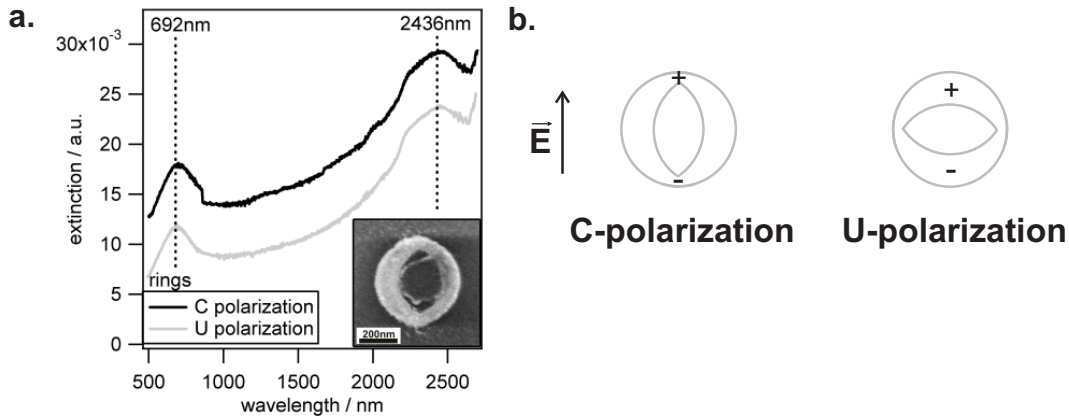 a.
692nm
2436nm
30x10⁻³
25
20
15
10
5
0
extinction / a.u.
rings
C polarization
U polarization
200nm
500
1000
1500
2000
2500
wavelength / nm
b.
E
+
-
C-polarization
+
-
U-polarization